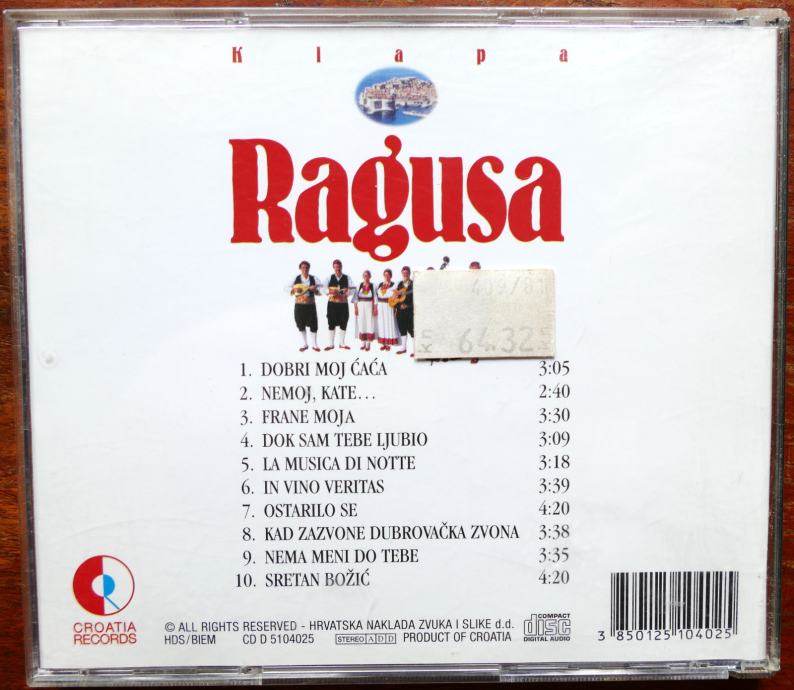 Klapa
Ragusa
409/81
kn 64.32
1. DOBRI MOJ ĆAĆA 3:05
2. NEMOJ, KATE... 2:40
3. FRANE MOJA 3:30
4. DOK SAM TEBE LJUBIO 3:09
5. LA MUSICA DI NOTTE 3:18
6. IN VINO VERITAS 3:39
7. OSTARILO SE 4:20
8. KAD ZAZVONE DUBROVAČKA ZVONA 3:38
9. NEMA MENI DO TEBE 3:35
10. SRETAN BOŽIĆ 4:20
CROATIA
RECORDS
© ALL RIGHTS RESERVED - HRVATSKA NAKLADA ZVUKA I SLIKE d.d.
HDS/BIEM CD D 5104025 STEREO ADD PRODUCT OF CROATIA
COMPACT
disc
DIGITAL AUDIO
3 850125 104025